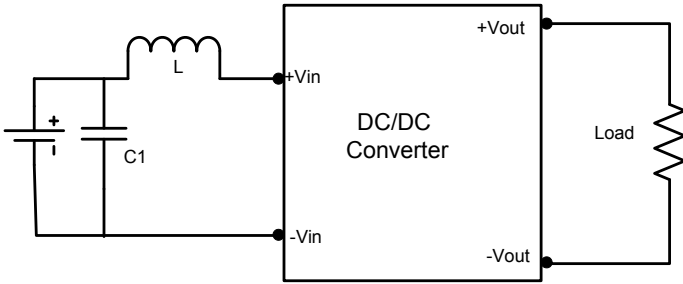 +Vout
L
+Vin
+
DC/DC
Converter
Load
C1
-Vin
-Vout